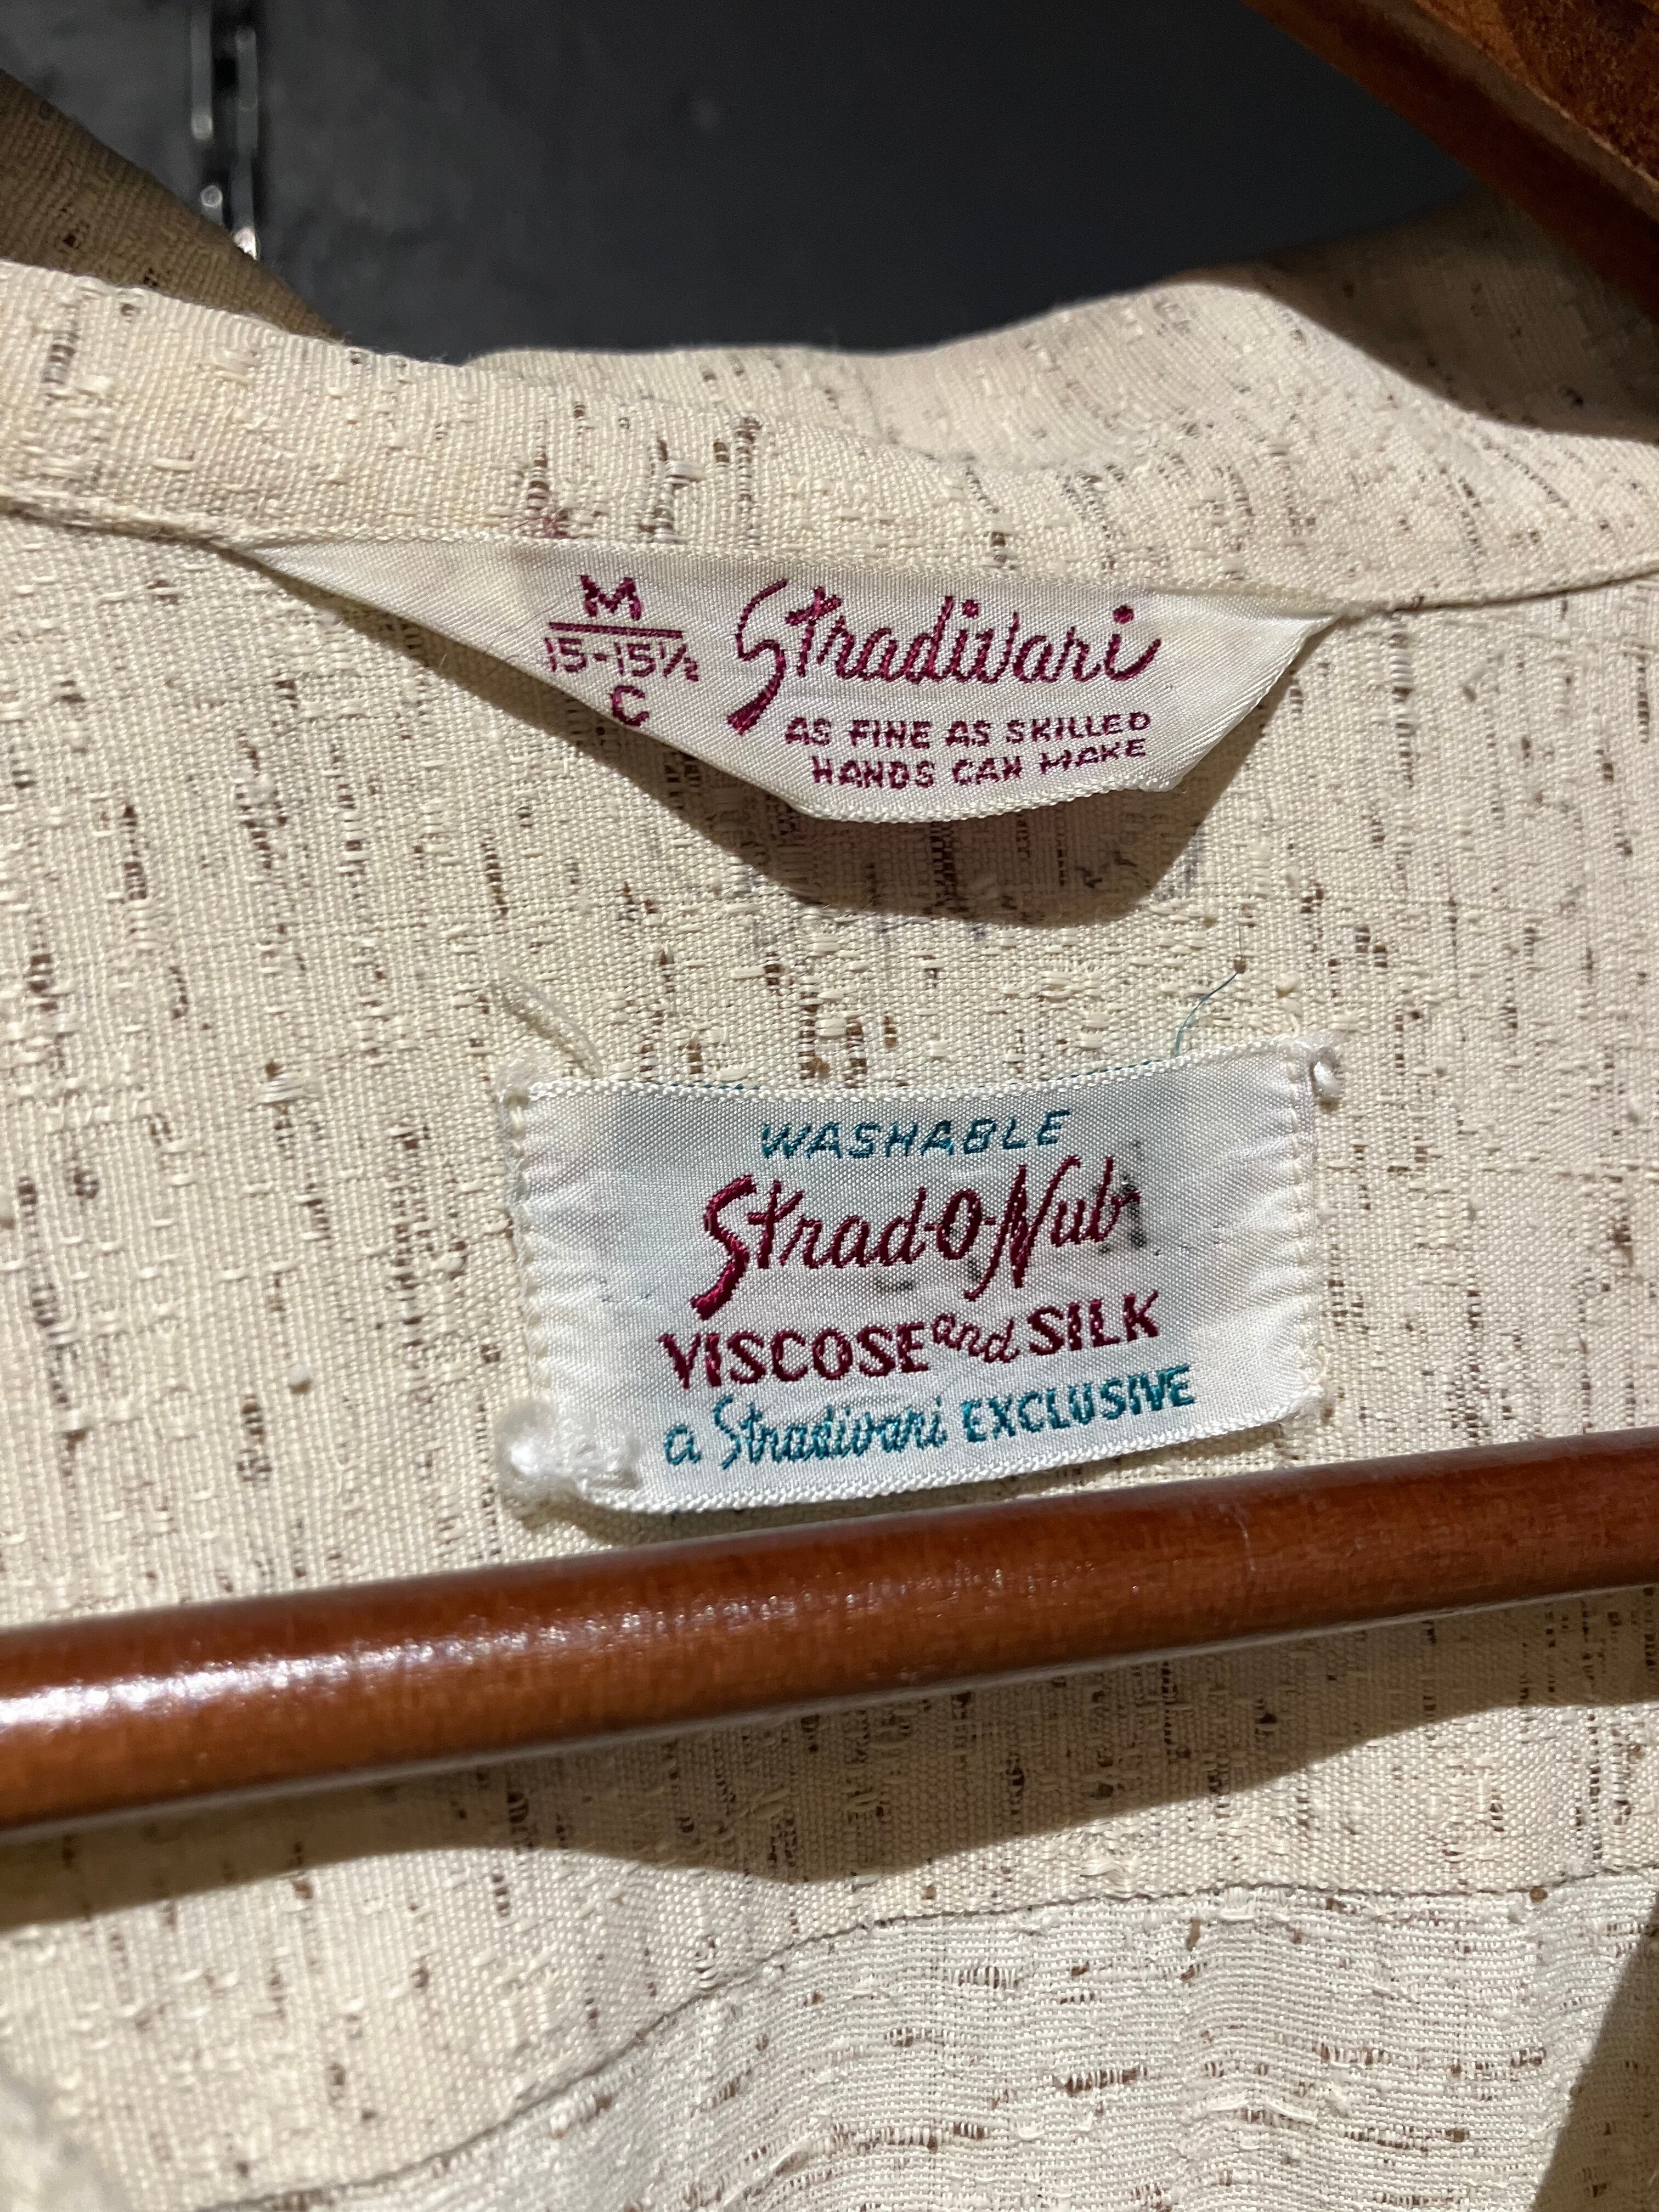 M
15-15½
C
Stradivari
AS FINE AS SKILLED
HANDS CAN MAKE
WASHABLE
Strad-O-Nub
VISCOSE and SILK
a Stradivari EXCLUSIVE